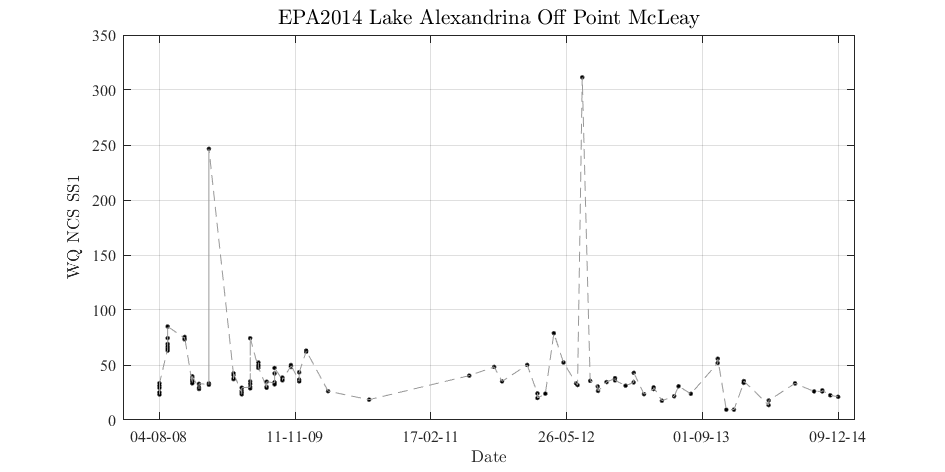 EPA2014 Lake Alexandrina Off Point McLeay
350
300
250
200
150
100
50
0
WQ NCS SS1
04-08-08 11-11-09 17-02-11 26-05-12 01-09-13 09-12-14
Date